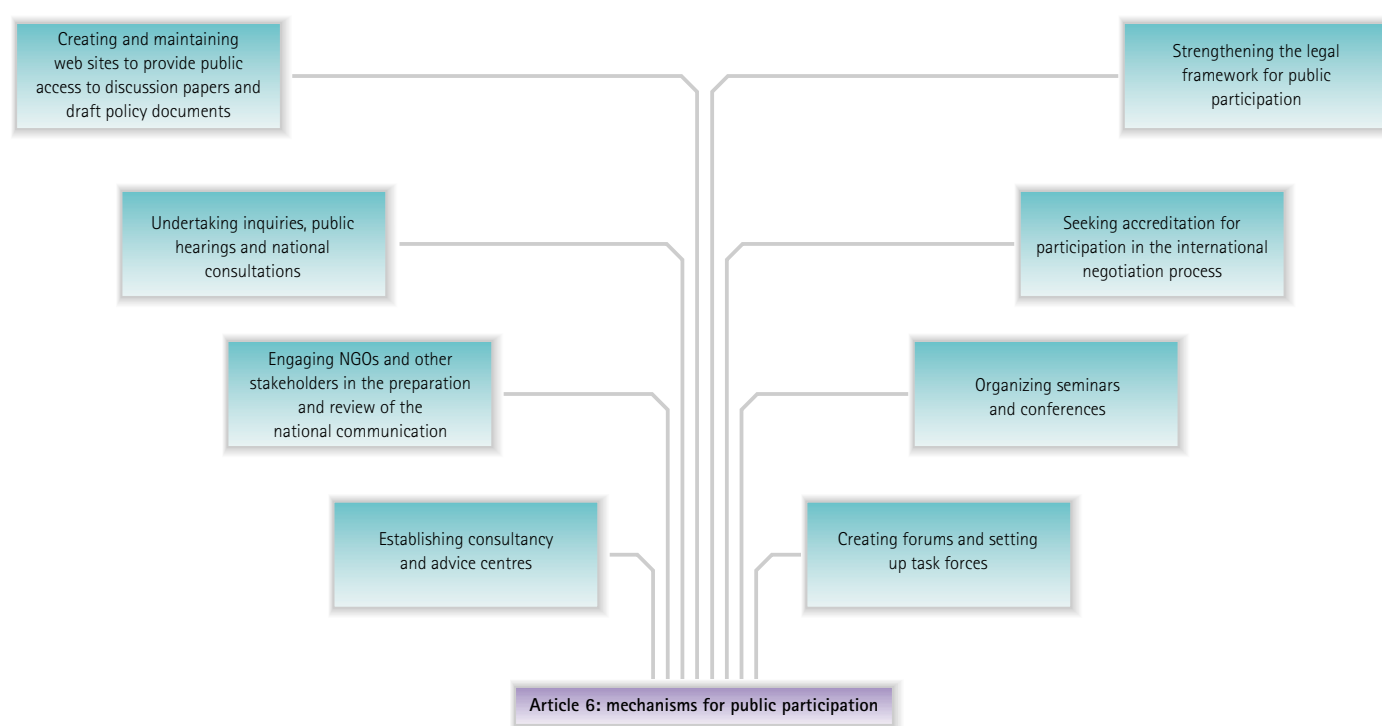 Creating and maintaining
web sites to provide public
access to discussion papers and
draft policy documents
Strengthening the legal
framework for public
participation
Undertaking inquiries, public
hearings and national
consultations
Seeking accreditation for
participation in the international
negotiation process
Engaging NGOs and other
stakeholders in the preparation
and review of the
national communication
Organizing seminars
and conferences
Establishing consultancy
and advice centres
Creating forums and setting
up task forces
Article 6: mechanisms for public participation